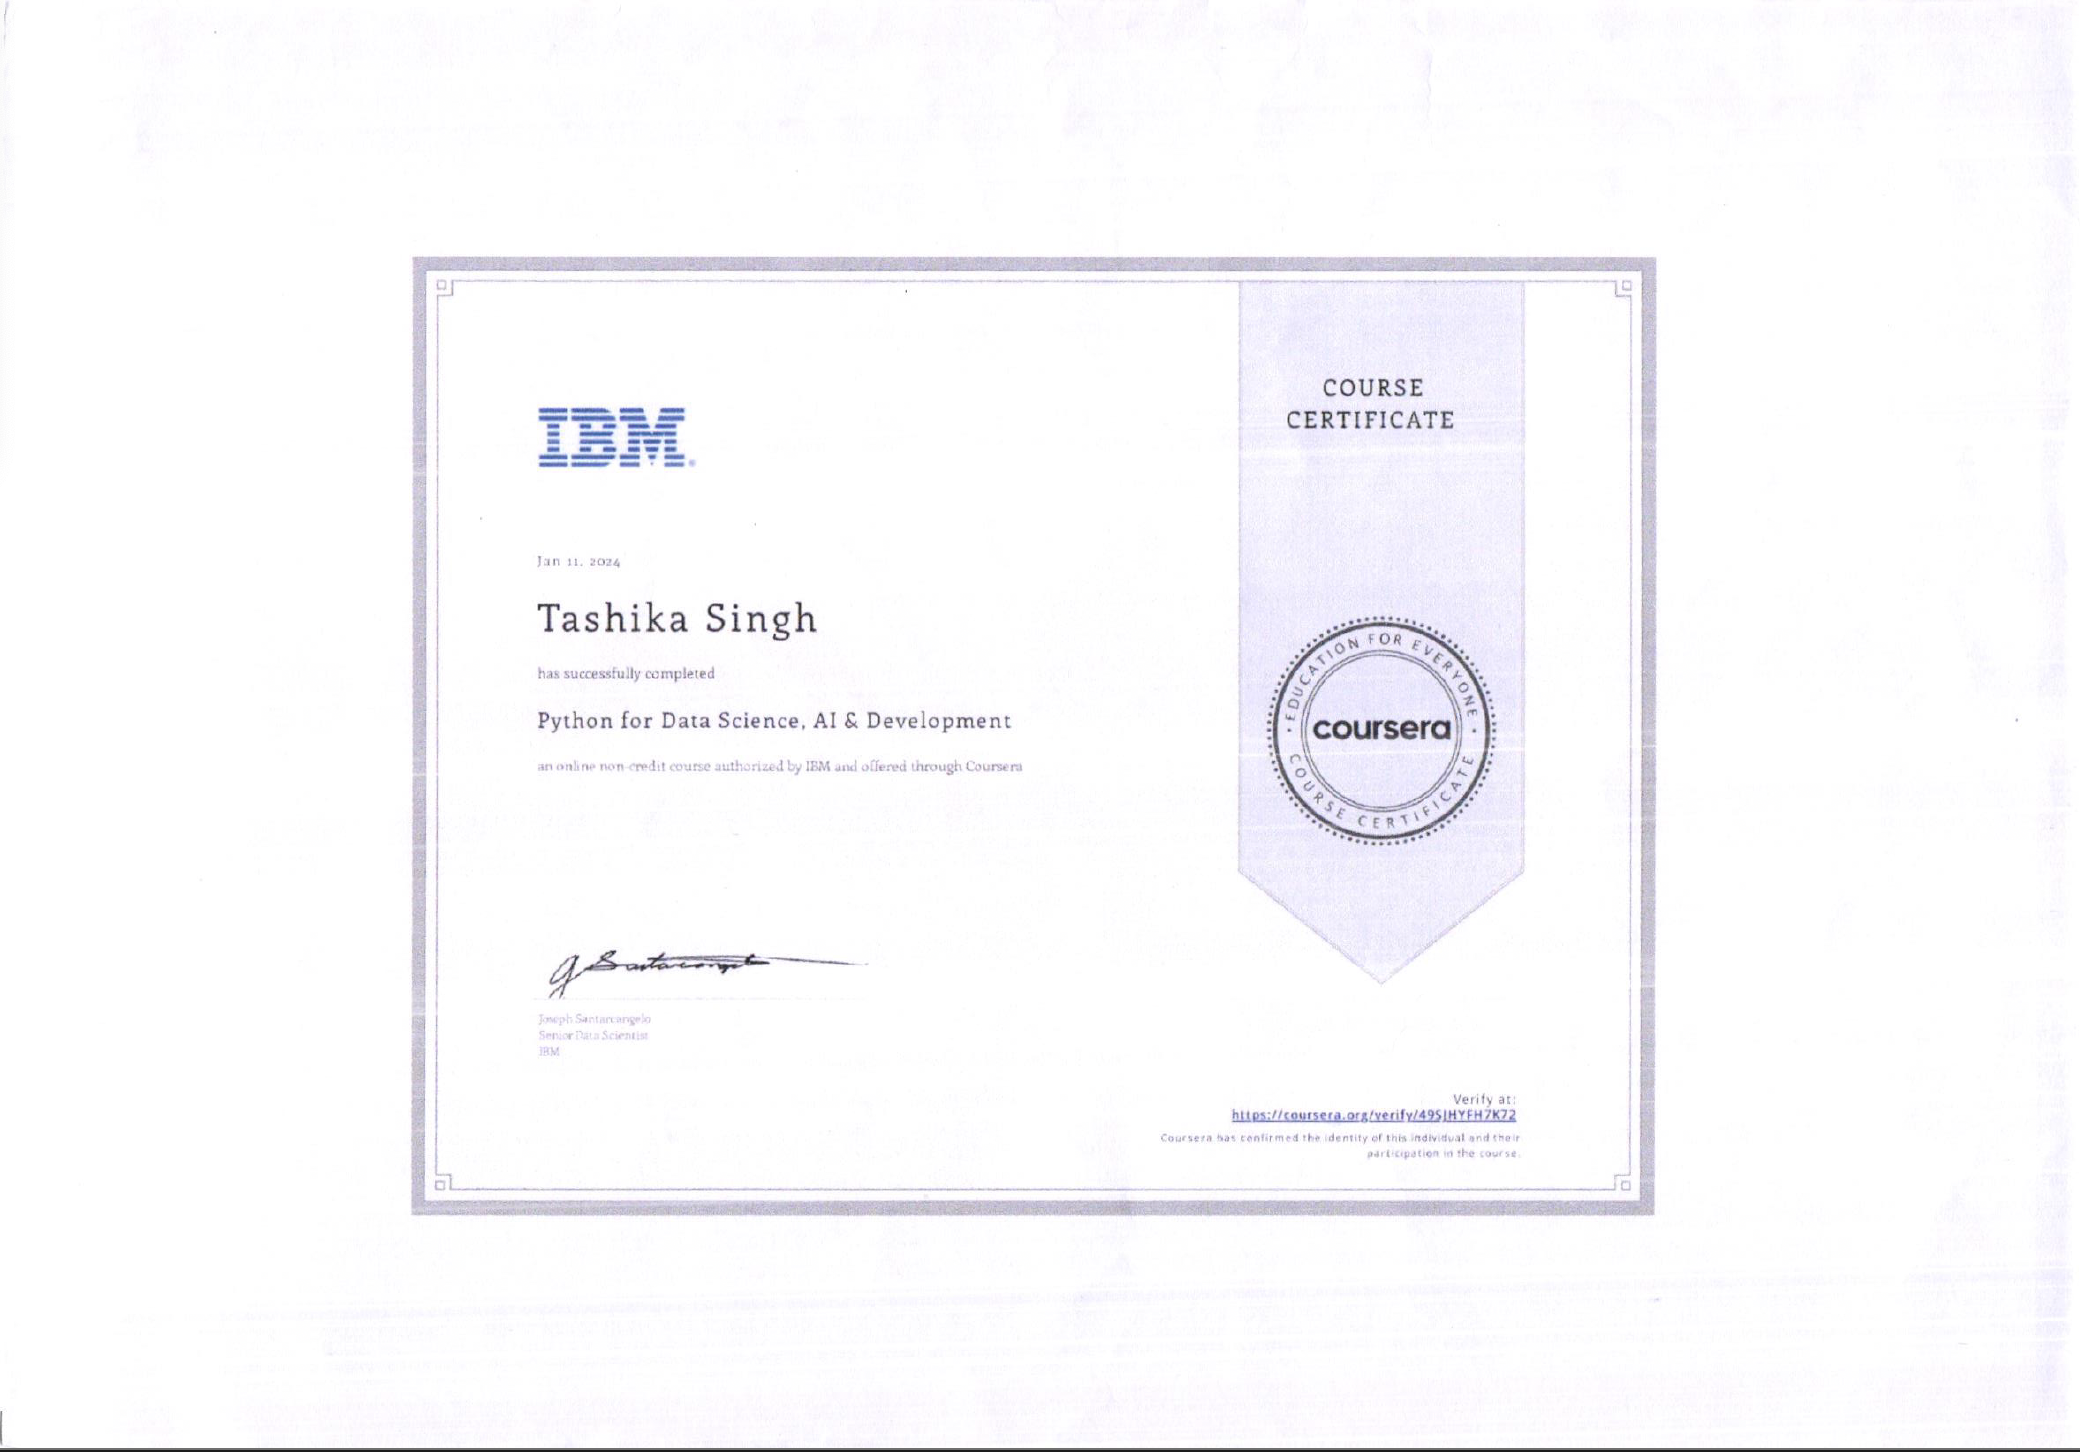 IBM
COURSE
CERTIFICATE
Jan 11, 2024
Tashika Singh
has successfully completed
Python for Data Science, AI & Development
an online non-credit course authorized by IBM and offered through Coursera
EDUCATION FOR EVERYONE
coursera
COURSE CERTIFICATE
J Santarcangelo
Joseph Santarcangelo
Senior Data Scientist
IBM
Verify at:
https://coursera.org/verify/49SJHYFH7K72
Coursera has confirmed the identity of this individual and their
participation in the course.